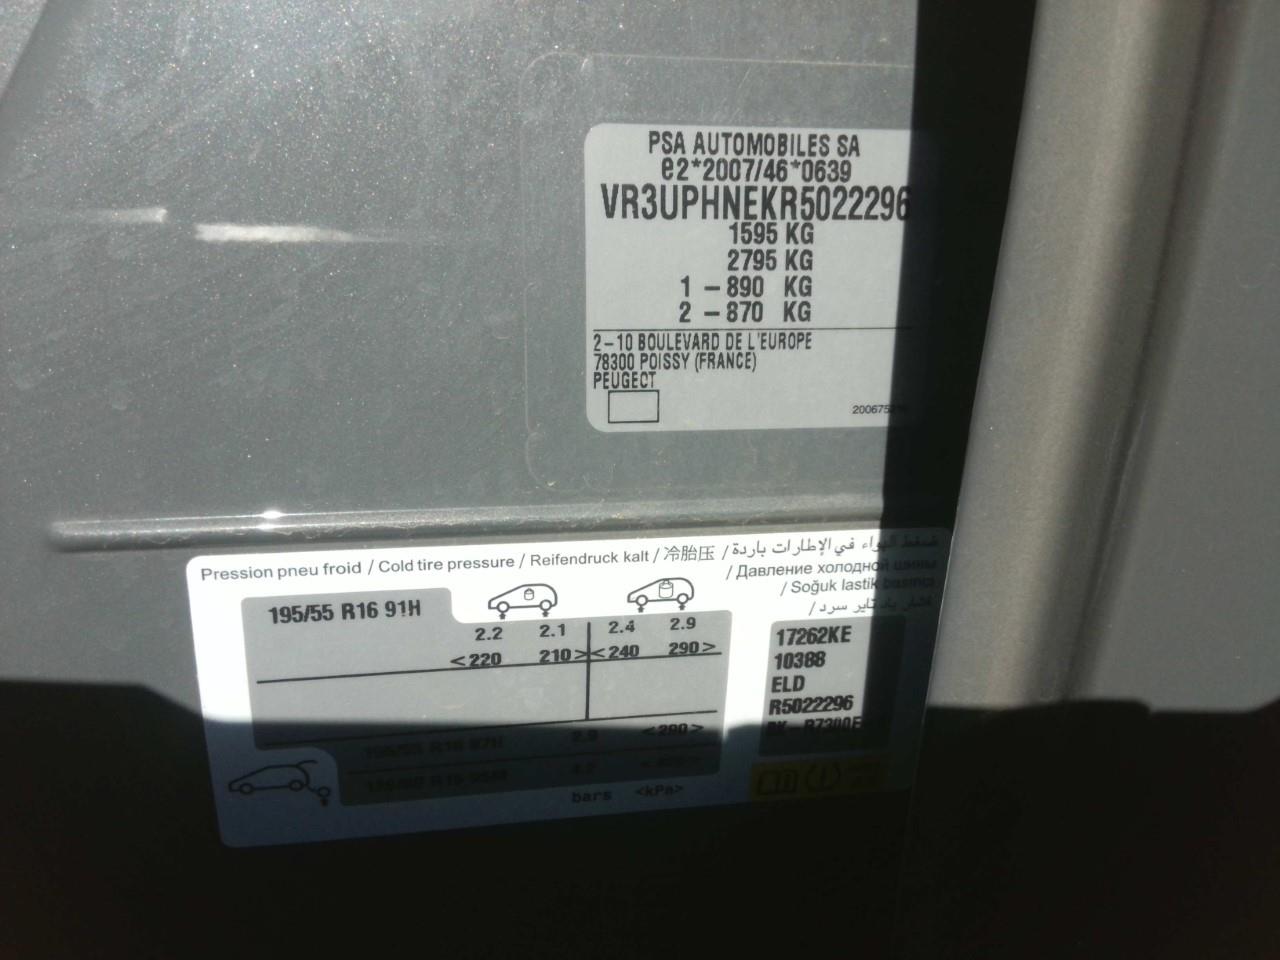 PSA AUTOMOBILES SA
e2*2007/46*0639
VR3UPHNEKR5022296
1595 KG
2795 KG
1 - 890 KG
2 - 870 KG
2-10 BOULEVARD DE L'EUROPE
78300 POISSY (FRANCE)
PEUGEOT
Pression pneu froid / Cold tire pressure / Reifendruck kalt / 冷胎压 / ضغط الهواء في الإطارات باردة
/ Давление холодной шины
/ Soğuk lastik basıncı
195/55 R16 91H
2.2 2.1 2.4 2.9
<220 210><240 290>
17262KE
10388
ELD
R5022296
2.9 <290>
bars <kPa>